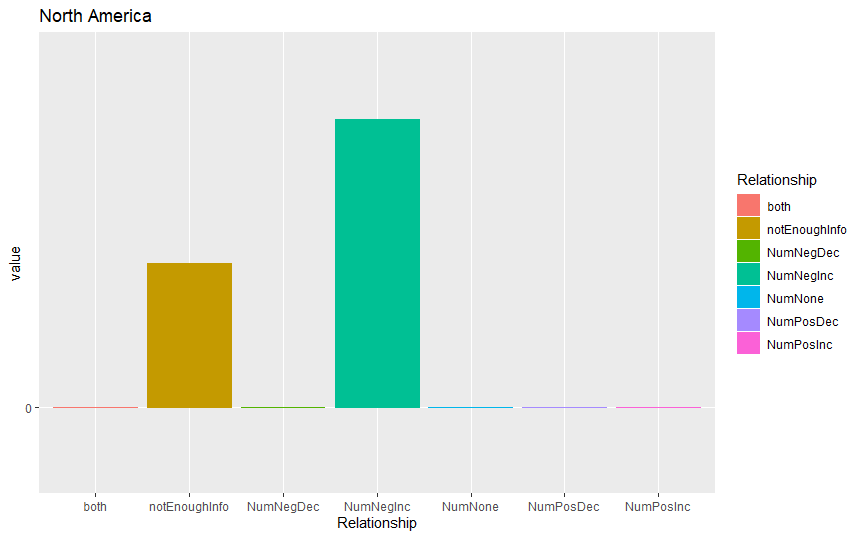 North America
value
0
both
notEnoughInfo
NumNegDec
NumNegInc
NumNone
NumPosDec
NumPosInc
Relationship
Relationship
both
notEnoughInfo
NumNegDec
NumNegInc
NumNone
NumPosDec
NumPosInc